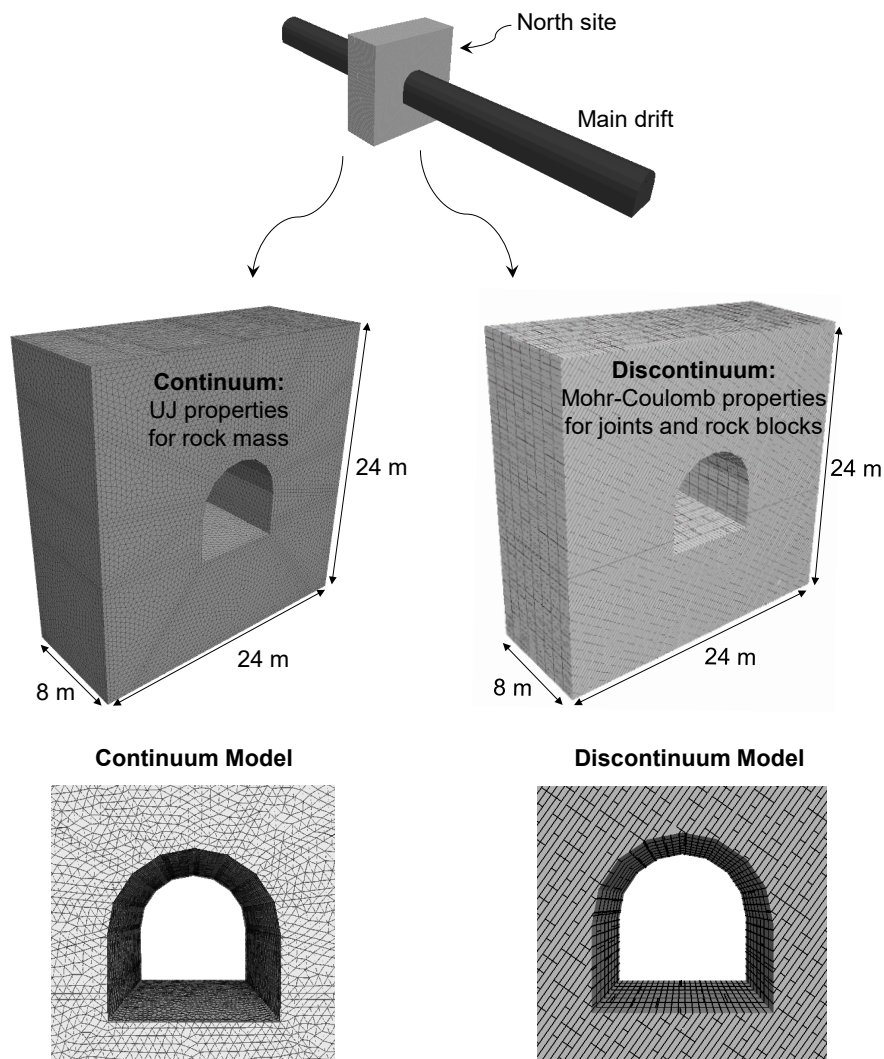 North site
Main drift
Continuum:
UJ properties
for rock mass
24 m
24 m
8 m
Discontinuum:
Mohr-Coulomb properties
for joints and rock blocks
24 m
24 m
8 m
Continuum Model
Discontinuum Model